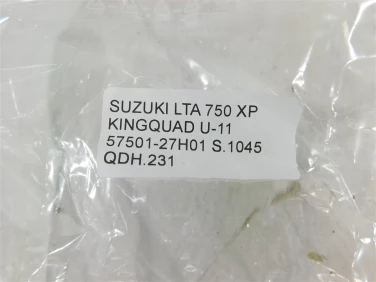 SUZUKI LTA 750 XP
KINGQUAD U-11
57501-27H01 S.1045
QDH.231